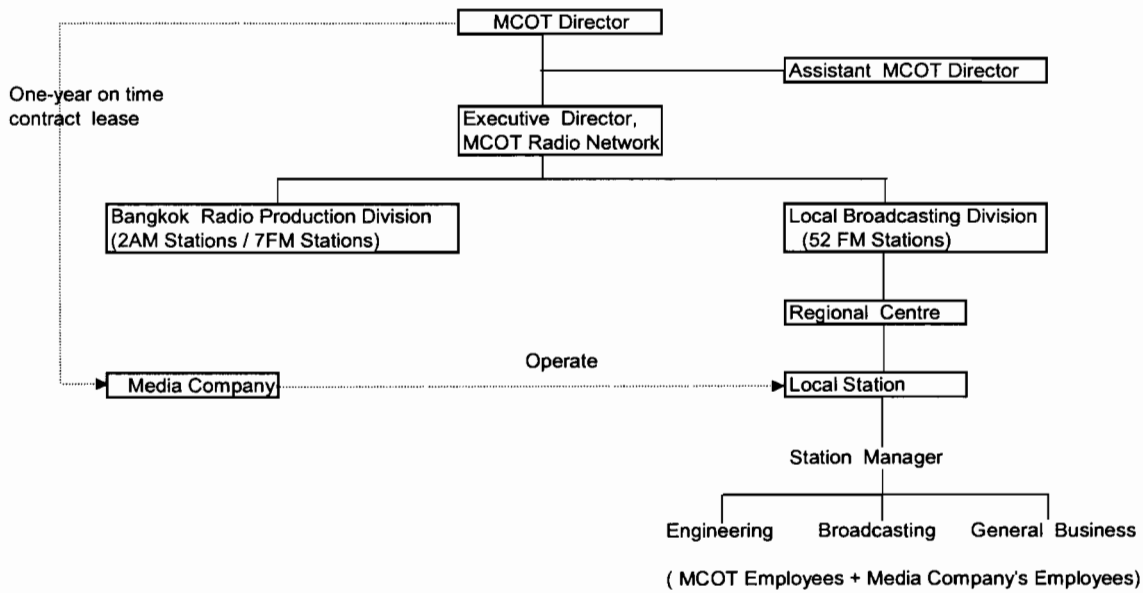 MCOT Director
Assistant MCOT Director
One-year on time
contract lease
Executive Director,
MCOT Radio Network
Bangkok Radio Production Division
(2AM Stations / 7FM Stations)
Local Broadcasting Division
(52 FM Stations)
Regional Centre
Operate
Media Company
Local Station
Station Manager
Engineering
Broadcasting
General Business
( MCOT Employees + Media Company's Employees)